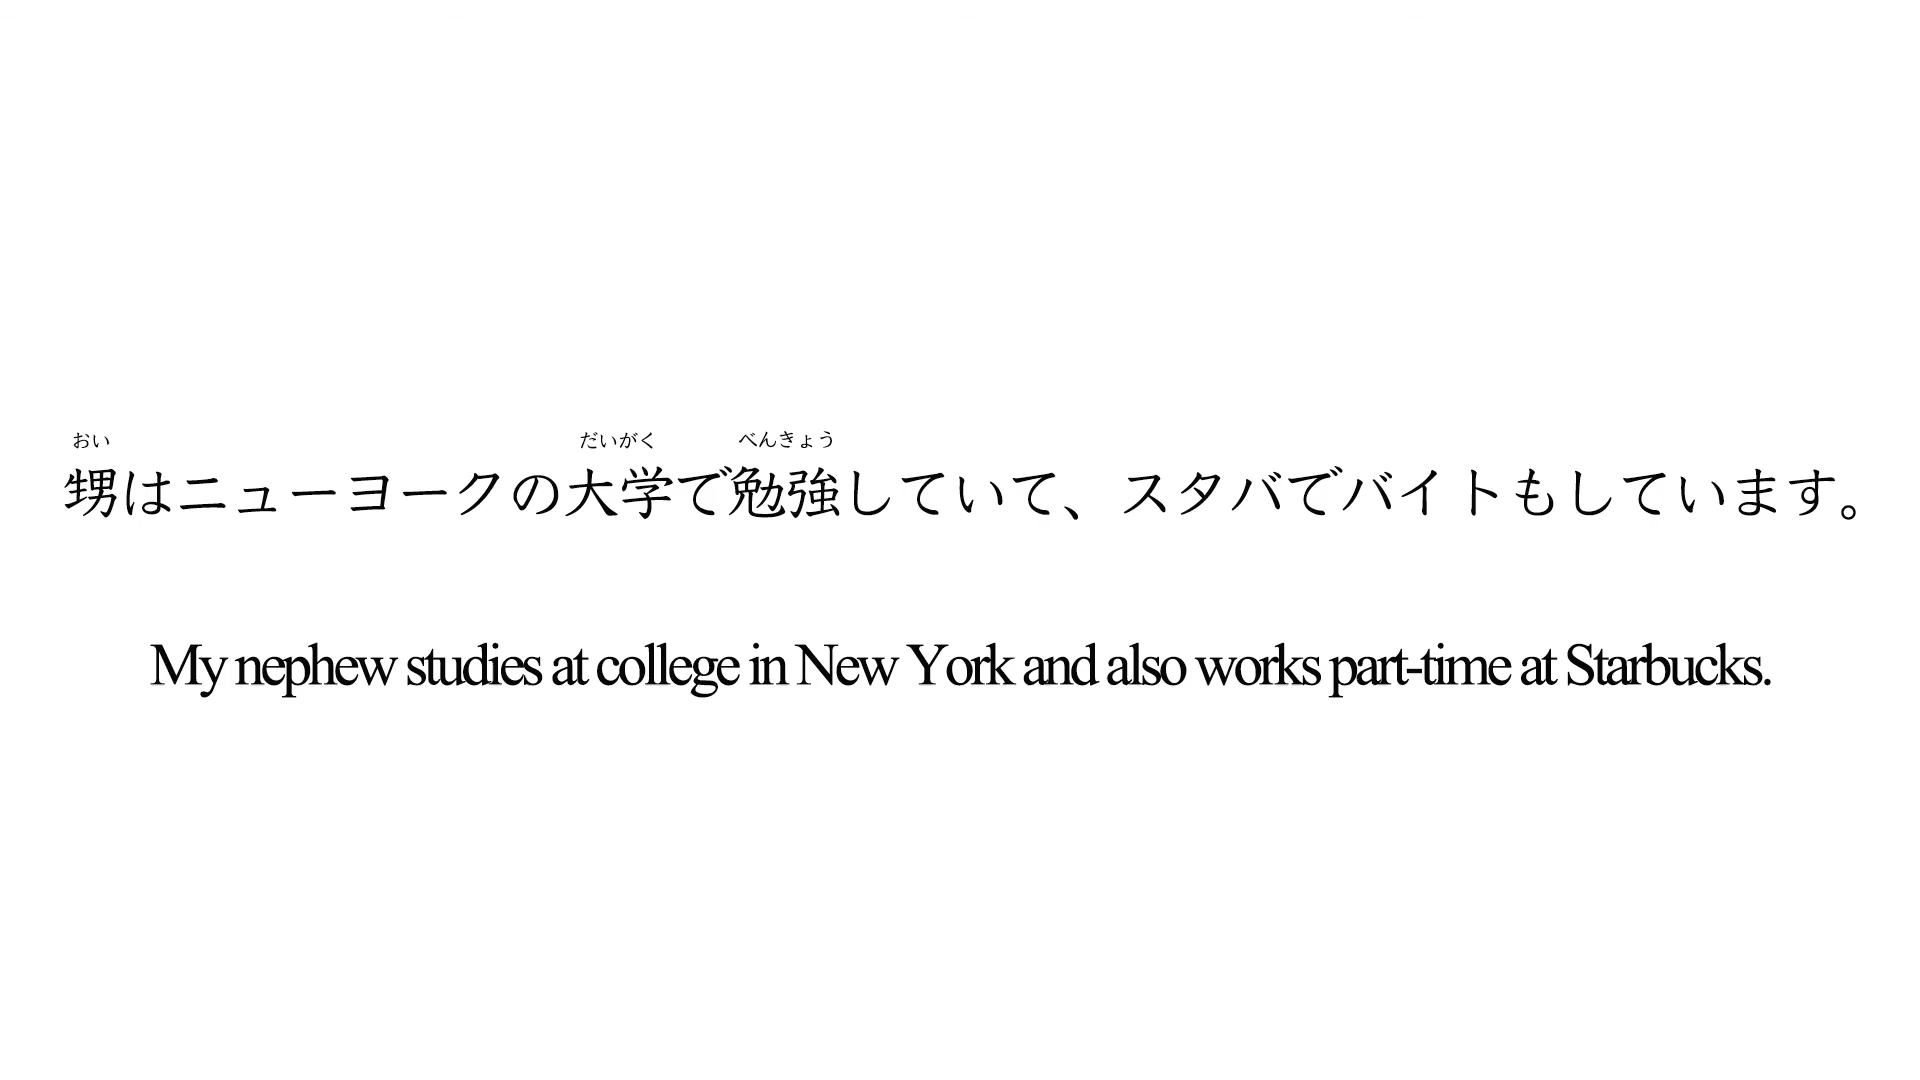 おい だいがく べんきょう
甥はニューヨークの大学で勉強していて、スタバでバイトもしています。
My nephew studies at college in New York and also works part-time at Starbucks.